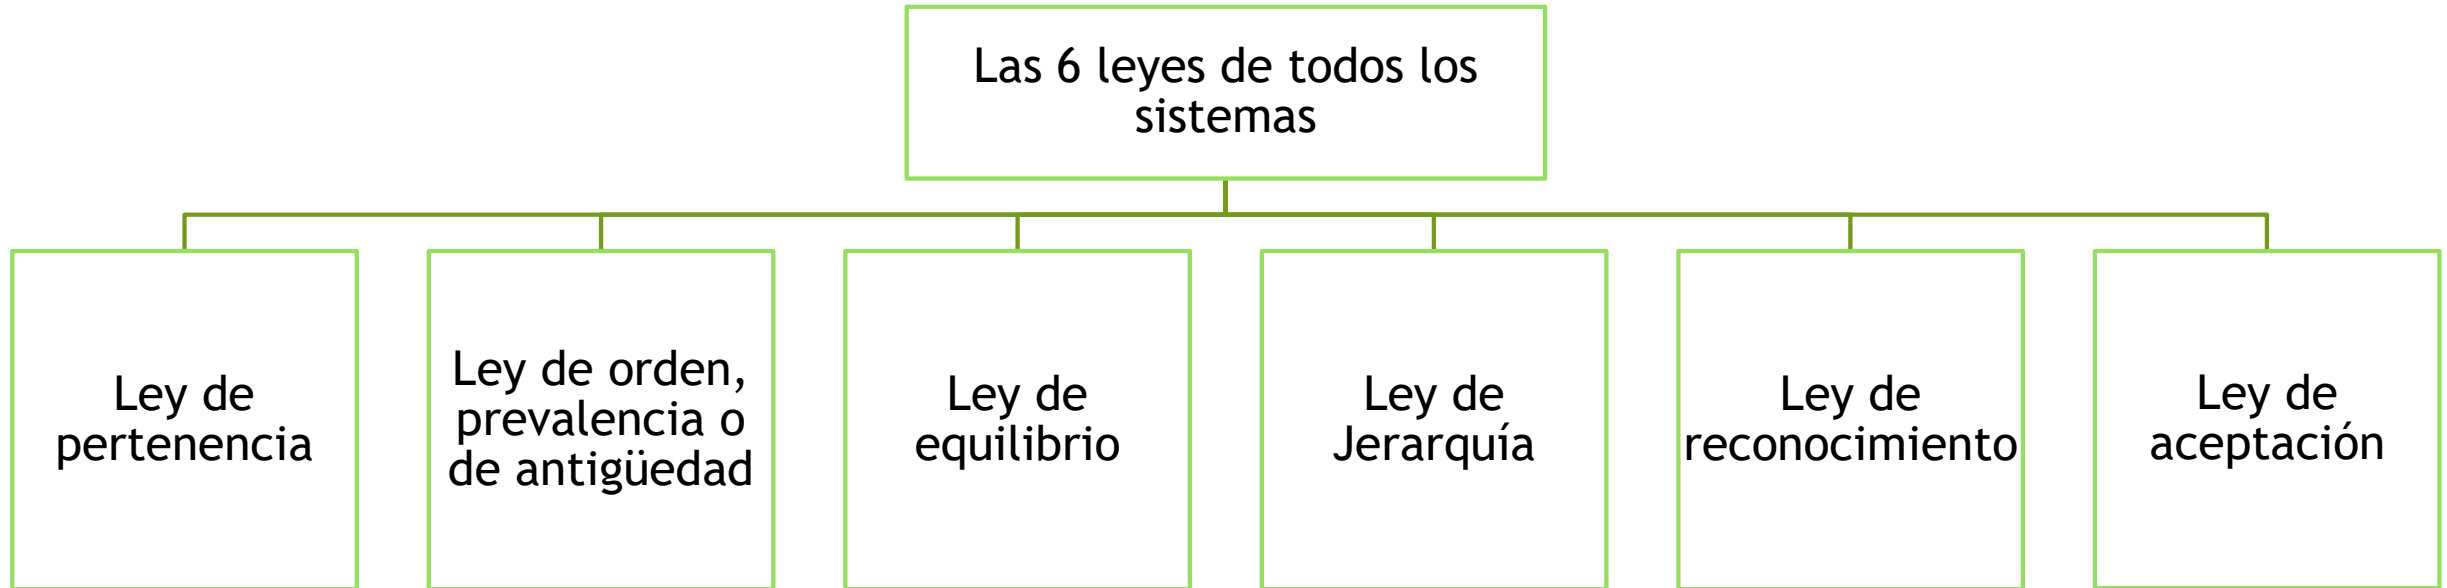 Las 6 leyes de todos los
sistemas
Ley de
pertenencia
Ley de orden,
prevalencia o
de antigüedad
Ley de
equilibrio
Ley de
Jerarquía
Ley de
reconocimiento
Ley de
aceptación